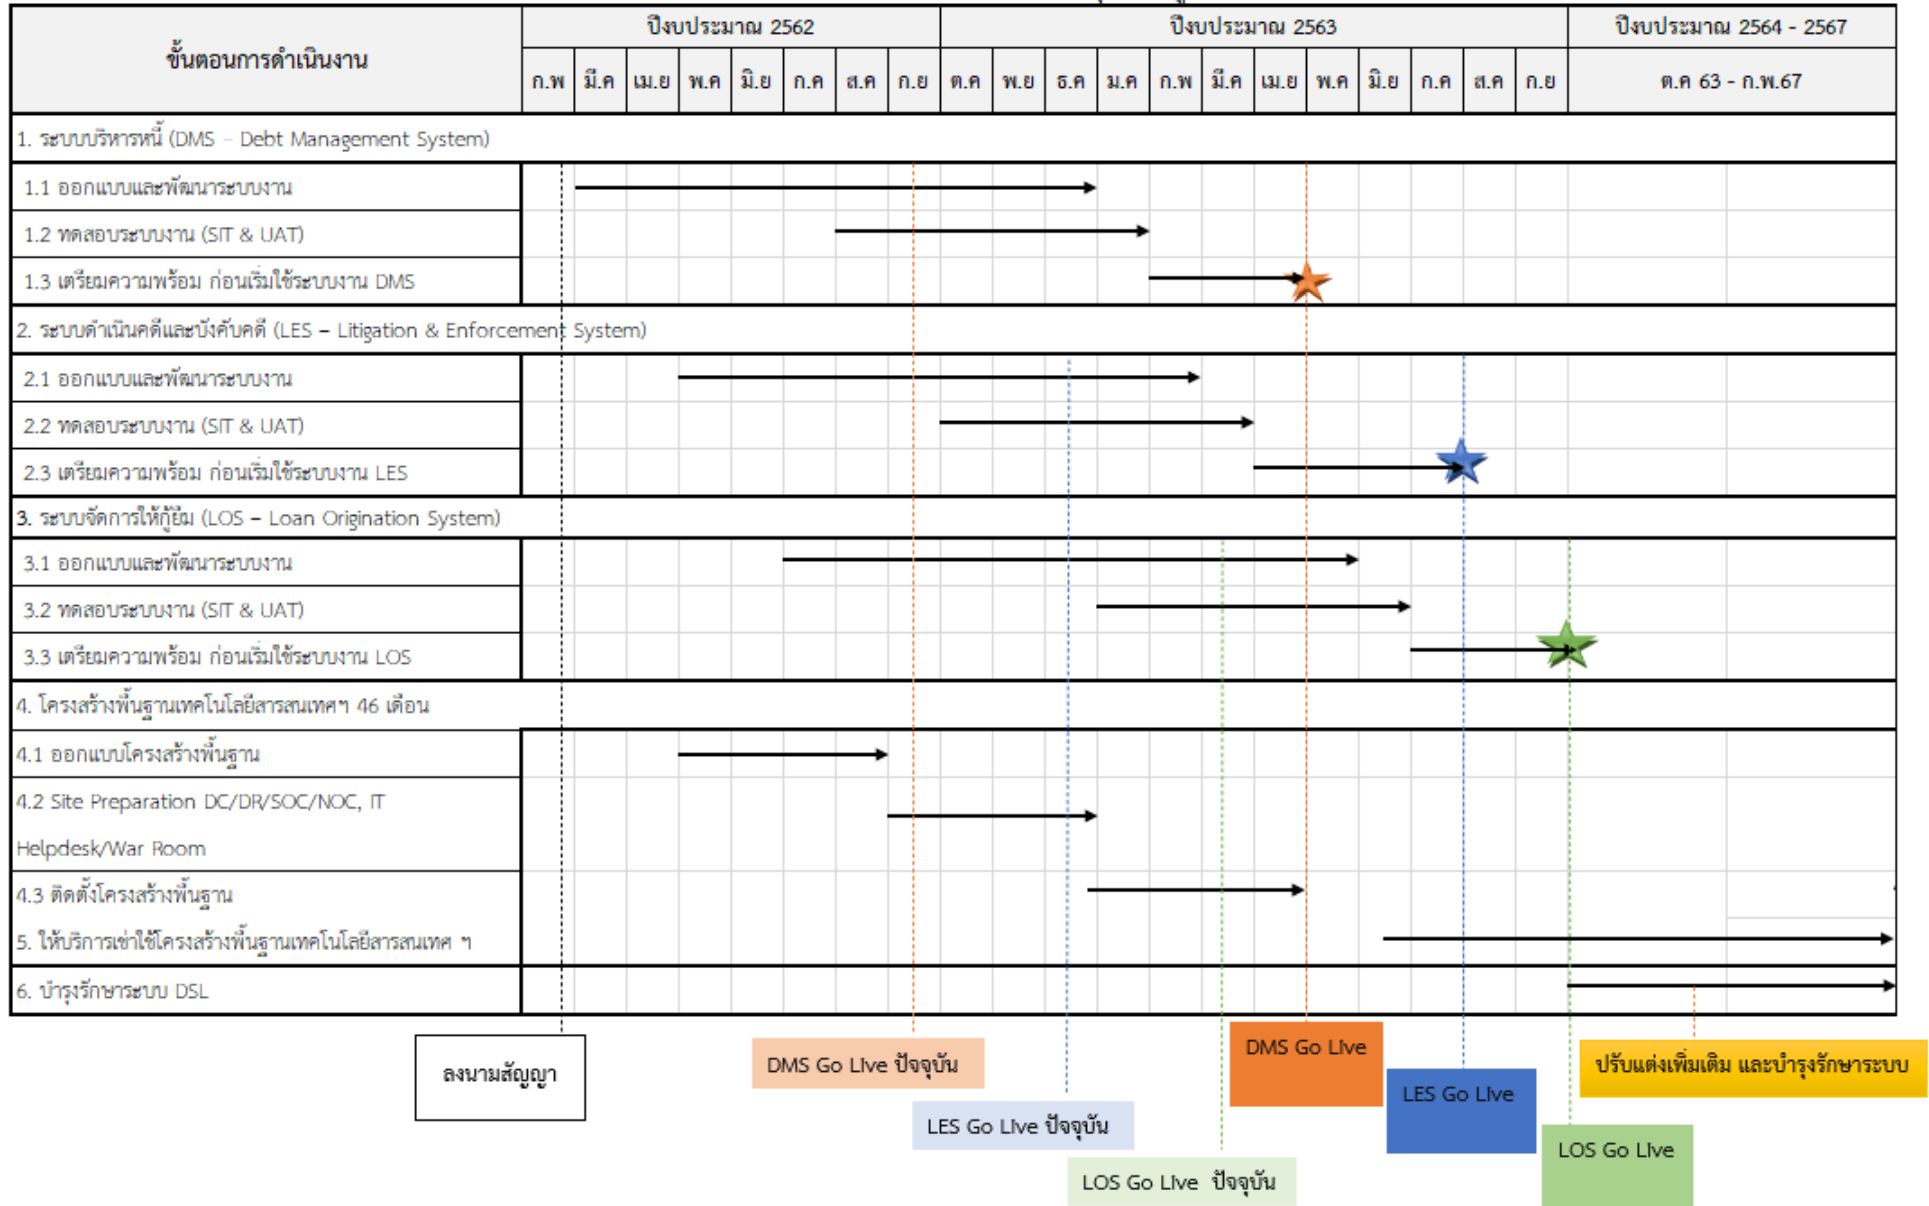 ขั้นตอนการดำเนินงาน
ปีงบประมาณ 2562
ปีงบประมาณ 2563
ปีงบประมาณ 2564 - 2567
ก.พ มี.ค เม.ย พ.ค มิ.ย ก.ค ส.ค ก.ย ต.ค พ.ย ธ.ค ม.ค ก.พ มี.ค เม.ย พ.ค มิ.ย ก.ค ส.ค ก.ย ต.ค 63 - ก.พ.67
1. ระบบบริหารหนี้ (DMS – Debt Management System)
1.1 ออกแบบและพัฒนาระบบงาน
1.2 ทดสอบระบบงาน (SIT & UAT)
1.3 เตรียมความพร้อม ก่อนเริ่มใช้ระบบงาน DMS
2. ระบบดำเนินคดีและบังคับคดี (LES – Litigation & Enforcement System)
2.1 ออกแบบและพัฒนาระบบงาน
2.2 ทดสอบระบบงาน (SIT & UAT)
2.3 เตรียมความพร้อม ก่อนเริ่มใช้ระบบงาน LES
3. ระบบจัดการให้กู้ยืม (LOS – Loan Origination System)
3.1 ออกแบบและพัฒนาระบบงาน
3.2 ทดสอบระบบงาน (SIT & UAT)
3.3 เตรียมความพร้อม ก่อนเริ่มใช้ระบบงาน LOS
4. โครงสร้างพื้นฐานเทคโนโลยีสารสนเทศฯ 46 เดือน
4.1 ออกแบบโครงสร้างพื้นฐาน
4.2 Site Preparation DC/DR/SOC/NOC, IT
Helpdesk/War Room
4.3 ติดตั้งโครงสร้างพื้นฐาน
5. ให้บริการเช่าใช้โครงสร้างพื้นฐานเทคโนโลยีสารสนเทศ ฯ
6. บำรุงรักษาระบบ DSL
ลงนามสัญญา
DMS Go Live ปัจจุบัน
LES Go Live ปัจจุบัน
LOS Go Live ปัจจุบัน
DMS Go Live
LES Go Live
LOS Go Live
ปรับแต่งเพิ่มเติม และบำรุงรักษาระบบ